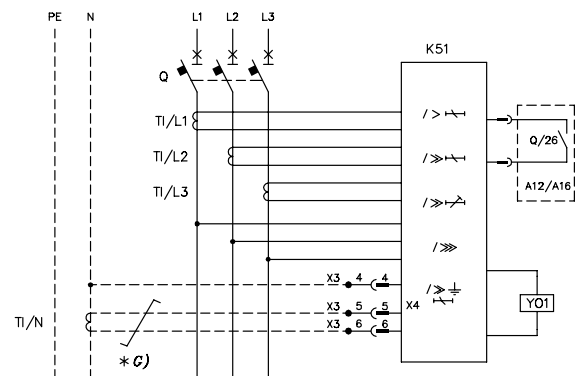 PE N L1 L2 L3
K51
Q
TI/L1
Q/26
TI/L2
A12/A16
TI/L3
X3 4 4
X3 5 5 X4
YO1
TI/N
X3 6 6
* G)